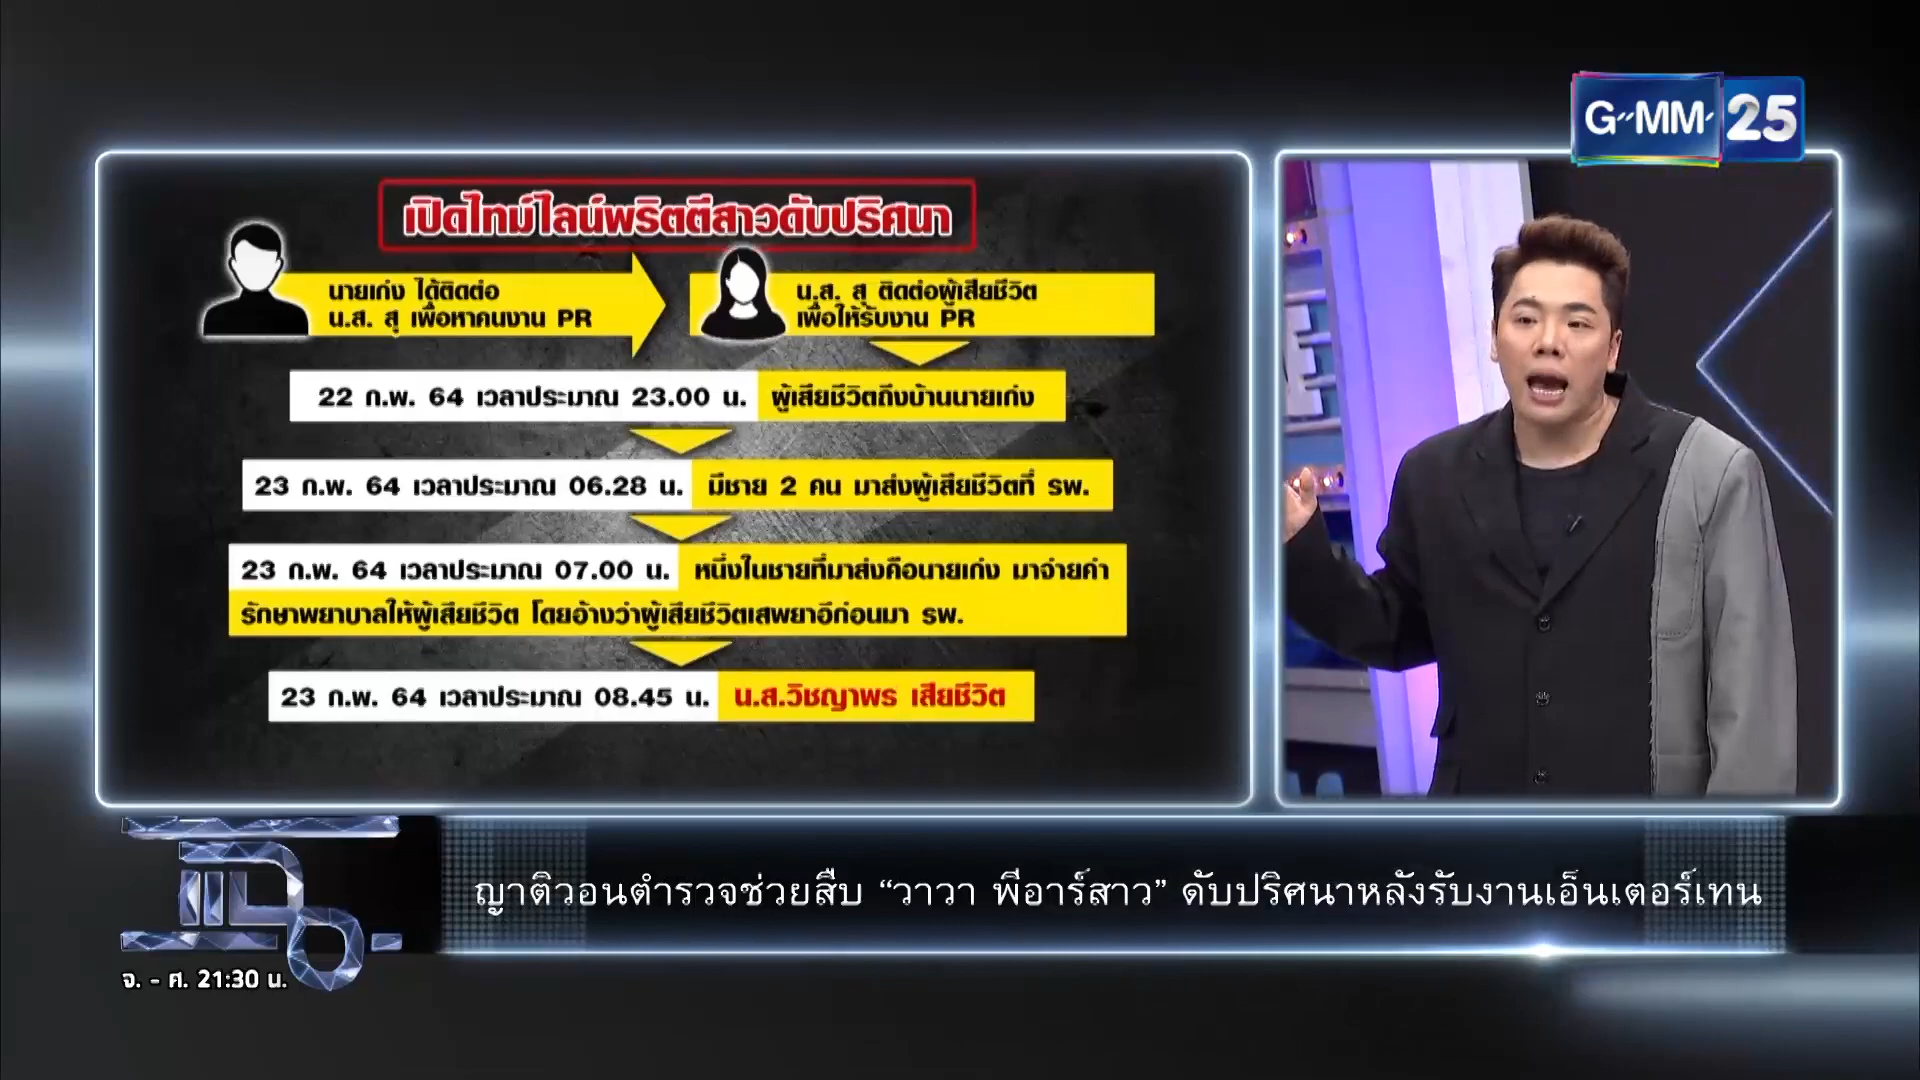 G-MM 25
เปิดไทม์ไลน์พริตตีสาวดับปริศนา
นายเก่ง ได้ติดต่อ
น.ส. สุ เพื่อหาคนงาน PR
น.ส. สุ ติดต่อผู้เสียชีวิต
เพื่อให้รับงาน PR
22 ก.พ. 64 เวลาประมาณ 23.00 น. ผู้เสียชีวิตถึงบ้านนายเก่ง
23 ก.พ. 64 เวลาประมาณ 06.28 น. มีชาย 2 คน มาส่งผู้เสียชีวิตที่ รพ.
23 ก.พ. 64 เวลาประมาณ 07.00 น. หนึ่งในชายที่มาส่งคือนายเก่ง มาจ่ายค่า
รักษาพยาบาลให้ผู้เสียชีวิต โดยอ้างว่าผู้เสียชีวิตเสพยาอีก่อนมา รพ.
23 ก.พ. 64 เวลาประมาณ 08.45 น. น.ส.วิชญาพร เสียชีวิต
แฉ
ญาติวอนตำรวจช่วยสืบ “วาวา พีอาร์สาว” ดับปริศนาหลังรับงานเอ็นเตอร์เทน
จ. - ศ. 21:30 น.